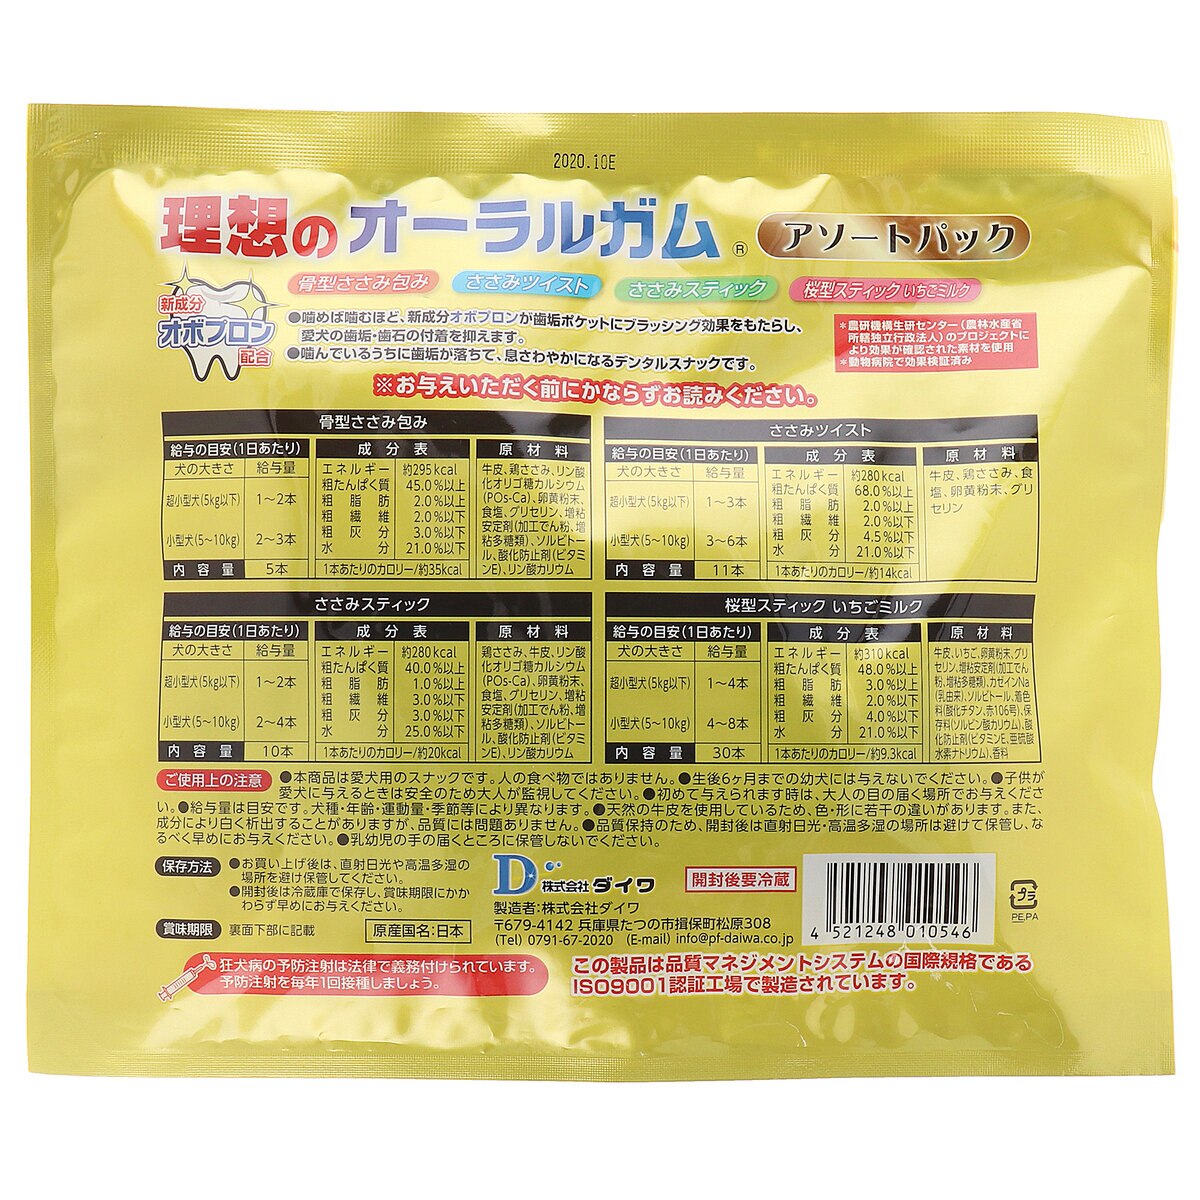 2020.10E
理想のオーラルガム® アソートパック
骨型ささみ包み ささみツイスト ささみスティック 桜型スティック いちごミルク
新成分
オボプロン
配合
●噛めば噛むほど、新成分オボプロンが歯垢ポケットにブラッシング効果をもたらし、
愛犬の歯垢・歯石の付着を抑えます。
●噛んでいるうちに歯垢が落ちて、息さわやかになるデンタルスナックです。
*農研機構生研センター(農林水産省
所轄独立行政法人)のプロジェクトに
より効果が確認された素材を使用
*動物病院で効果検証済み
※お与えいただく前にかならずお読みください。
骨型ささみ包み
給与の目安(1日あたり)
犬の大きさ 給与量
超小型犬(5kg以下) 1〜2本
小型犬(5〜10kg) 2〜3本
内容量 5本
成分表
エネルギー 約295kcal
粗たんぱく質 45.0%以上
粗脂肪 2.0%以上
粗繊維 2.0%以下
粗灰分 3.0%以下
水分 21.0%以下
1本あたりのカロリー/約35kcal
原材料
牛皮、鶏ささみ、リン酸
化オリゴ糖カルシウム
(POs-Ca)、卵黄粉末、
食塩、グリセリン、増粘
安定剤(加工でん粉、増
粘多糖類)、ソルビトー
ル、酸化防止剤(ビタミ
ンE)、リン酸カリウム
ささみツイスト
給与の目安(1日あたり)
犬の大きさ 給与量
超小型犬(5kg以下) 1〜3本
小型犬(5〜10kg) 3〜6本
内容量 11本
成分表
エネルギー 約280kcal
粗たんぱく質 68.0%以上
粗脂肪 2.0%以上
粗繊維 2.0%以下
粗灰分 4.5%以下
水分 21.0%以下
1本あたりのカロリー/約14kcal
原材料
牛皮、鶏ささみ、食
塩、卵黄粉末、グリ
セリン
ささみスティック
給与の目安(1日あたり)
犬の大きさ 給与量
超小型犬(5kg以下) 1〜2本
小型犬(5〜10kg) 2〜4本
内容量 10本
成分表
エネルギー 約280kcal
粗たんぱく質 40.0%以上
粗脂肪 1.0%以上
粗繊維 3.0%以下
粗灰分 3.0%以下
水分 25.0%以下
1本あたりのカロリー/約20kcal
原材料
鶏ささみ、牛皮、リン酸
化オリゴ糖カルシウム
(POs-Ca)、卵黄粉末、
食塩、グリセリン、増粘
安定剤(加工でん粉、増
粘多糖類)、ソルビトー
ル、酸化防止剤(ビタミ
ンE)、リン酸カリウム
桜型スティック いちごミルク
給与の目安(1日あたり)
犬の大きさ 給与量
超小型犬(5kg以下) 1〜4本
小型犬(5〜10kg) 4〜8本
内容量 30本
成分表
エネルギー 約310kcal
粗たんぱく質 48.0%以上
粗脂肪 3.0%以上
粗繊維 2.0%以下
粗灰分 4.0%以下
水分 21.0%以下
1本あたりのカロリー/約9.3kcal
原材料
牛皮、いちご、卵黄粉末、グリ
セリン、増粘安定剤(加工でん
粉、増粘多糖類)、カゼインNa
(乳由来)、ソルビトール、着色
料(酸化チタン、赤106号)、保
存料(ソルビン酸カリウム)、酸
化防止剤(ビタミンE、亜硫酸
水素ナトリウム)、香料
ご使用上の注意 ●本商品は愛犬用のスナックです。人の食べ物ではありません。●生後6ヶ月までの幼犬には与えないでください。●子供が
愛犬に与えるときは安全のため大人が監視してください。●初めて与えられます時は、大人の目の届く場所でお与えくださ
い。●給与量は目安です。犬種・年齢・運動量・季節等により異なります。●天然の牛皮を使用しているため、色・形に若干の違いがあります。また、
成分により白く析出することがありますが、品質には問題ありません。●品質保持のため、開封後は直射日光・高温多湿の場所は避けて保管し、な
るべく早めにお与えください。●乳幼児の手の届くところに保管しないでください。
保存方法 ●お買い上げ後は、直射日光や高温多湿の
場所を避け保管してください。
●開封後は冷蔵庫で保存し、賞味期限にかか
わらず早めにお与えください。
賞味期限 裏面下部に記載 原産国名:日本
D 株式会社ダイワ 開封後要冷蔵
製造者:株式会社ダイワ
〒679-4142 兵庫県たつの市揖保町松原308
(Tel) 0791-67-2020 (E-mail) info@pf-daiwa.co.jp
4 521248 010546
プラ
PE,PA
狂犬病の予防注射は法律で義務付けられています。
予防注射を毎年1回接種しましょう。
この製品は品質マネジメントシステムの国際規格である
ISO9001認証工場で製造されています。